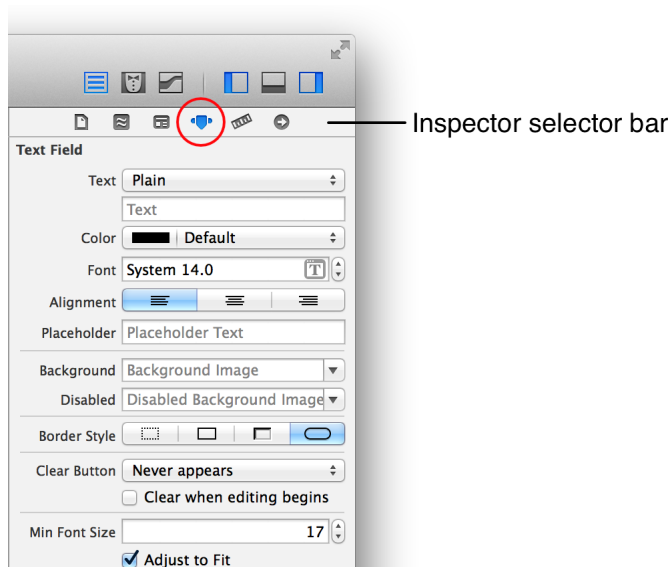 Inspector selector bar
Text Field
Text Plain
Text
Color Default
Font System 14.0 T
Alignment
Placeholder Placeholder Text
Background Background Image
Disabled Disabled Background Image
Border Style
Clear Button Never appears
Clear when editing begins
Min Font Size 17
Adjust to Fit